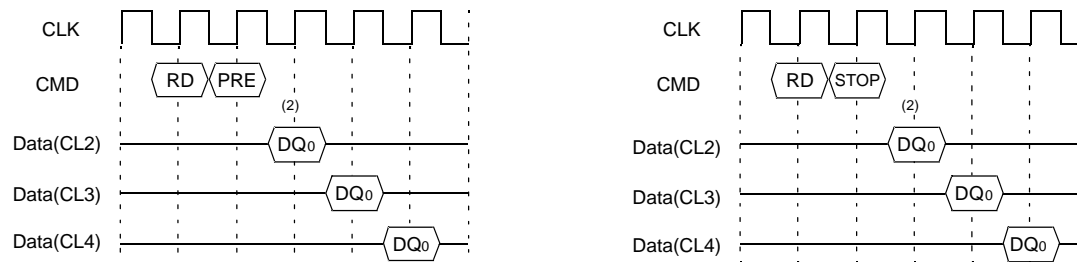 CLK
CMD RD PRE
(2)
Data(CL2) DQ0
Data(CL3) DQ0
Data(CL4) DQ0
CLK
CMD RD STOP
(2)
Data(CL2) DQ0
Data(CL3) DQ0
Data(CL4) DQ0